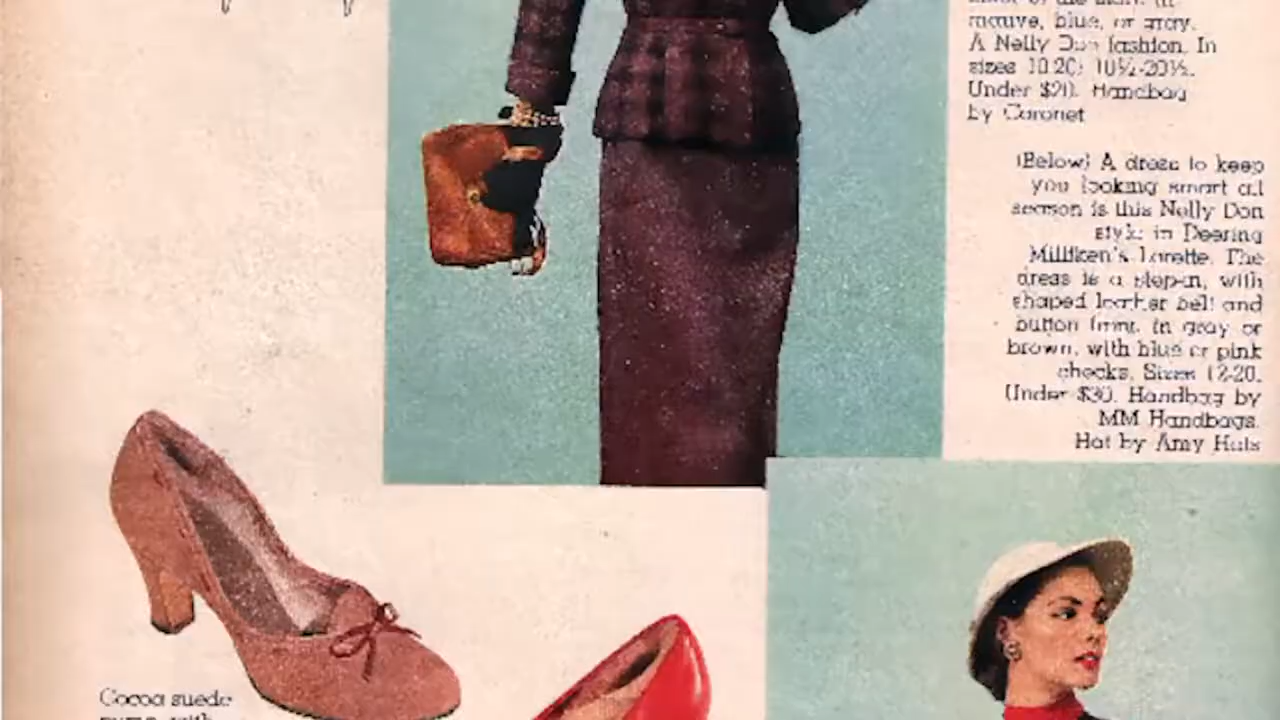 mauve, blue, or gray.
A Nelly Don fashion. In
sizes 10-20; 10½-20½.
Under $20. Handbag
by Coronet
(Below) A dress to keep
you looking smart all
season is this Nelly Don
style in Deering
Milliken's Lorette. The
dress is a step-in, with
shaped leather belt and
button front. In gray or
brown, with blue or pink
checks. Sizes 12-20.
Under $30. Handbag by
MM Handbags.
Hat by Amy Hats
Cocoa suede
pump with